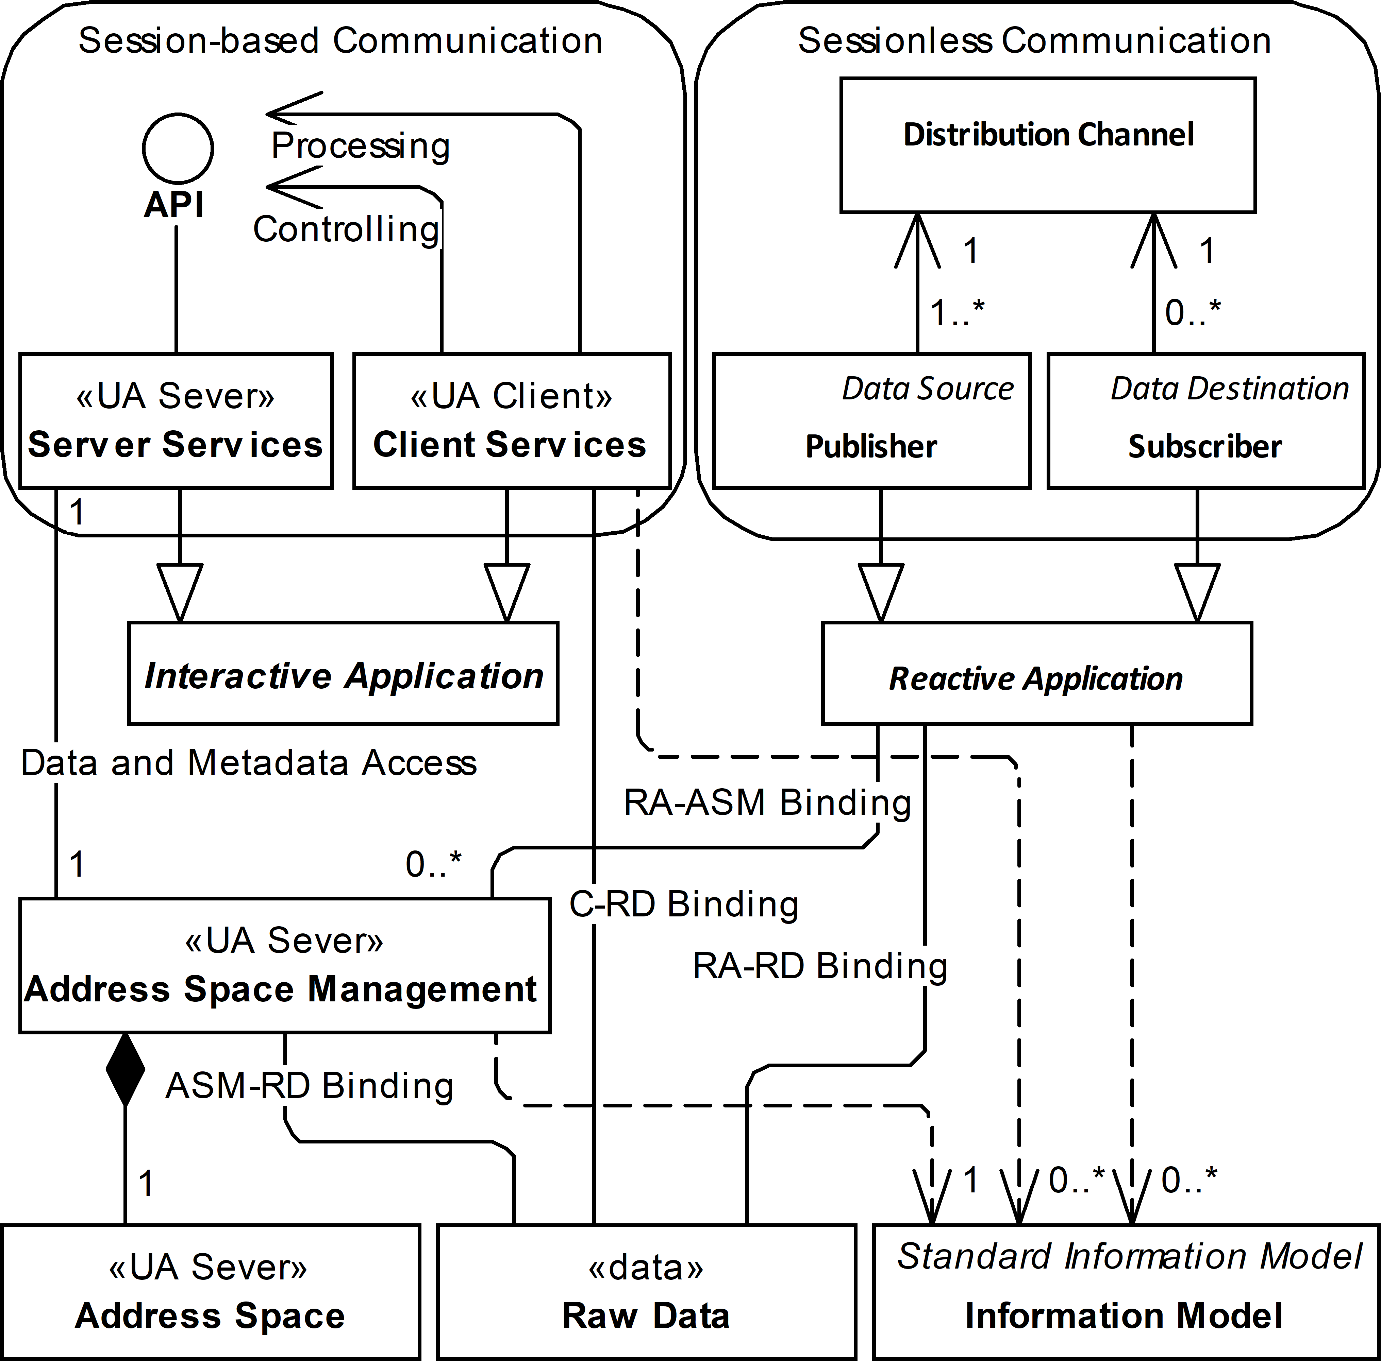 Session-based Communication
Sessionless Communication
Distribution Channel
Processing
API
Controlling
1
1
1..*
0..*
«UA Sever»
Server Services
«UA Client»
Client Services
Data Source
Publisher
Data Destination
Subscriber
1
Interactive Application
Reactive Application
Data and Metadata Access
RA-ASM Binding
1
0..*
C-RD Binding
«UA Sever»
Address Space Management
RA-RD Binding
ASM-RD Binding
1
1
0..*
0..*
«UA Sever»
Address Space
«data»
Raw Data
Standard Information Model
Information Model